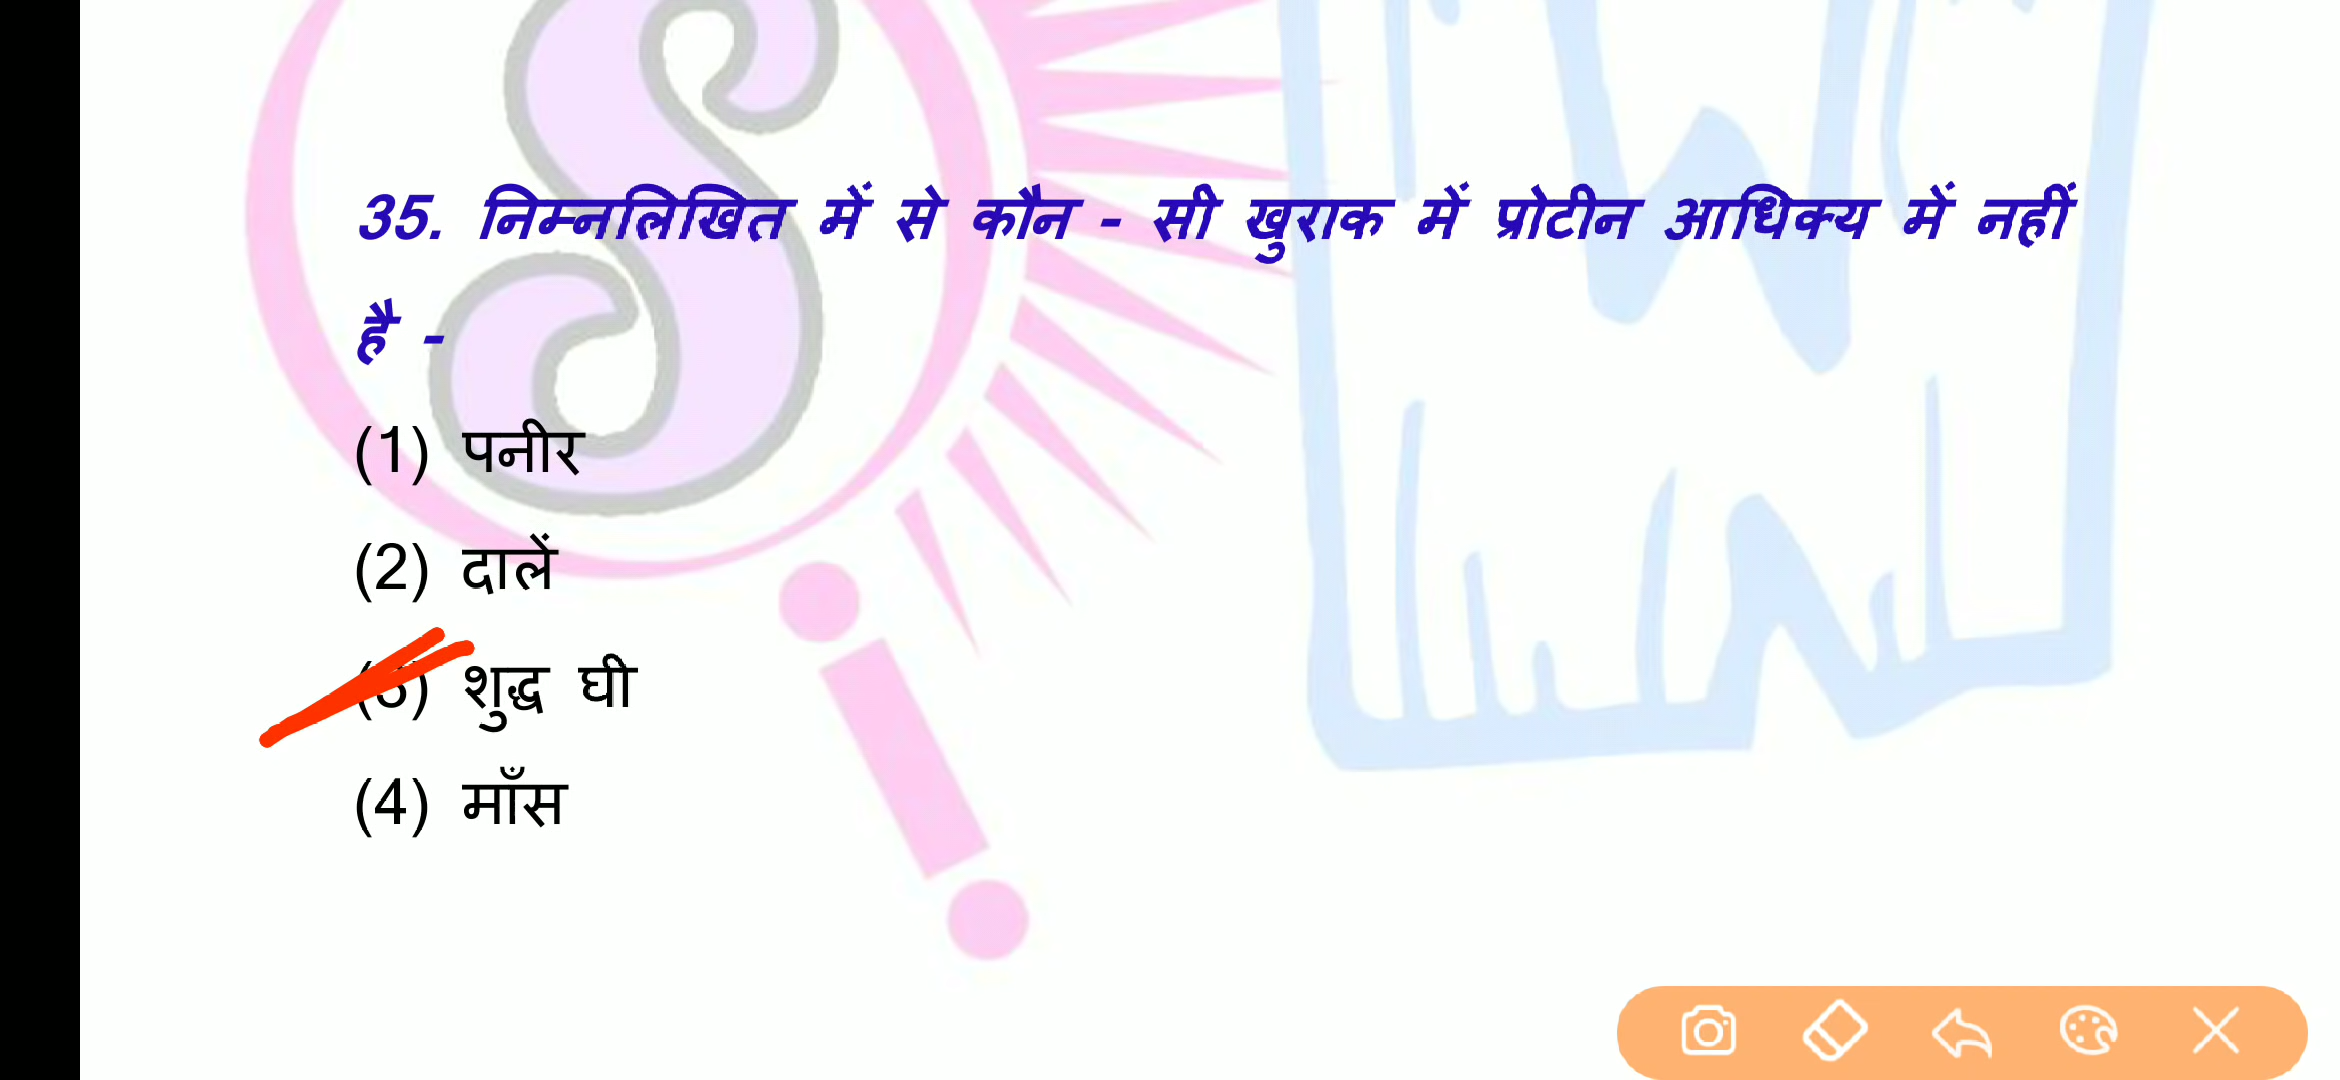 35. निम्नलिखित में से कौन - सी खुराक में प्रोटीन आधिक्य में नहीं
है -
(1) पनीर
(2) दालें
(3) शुद्ध घी
(4) माँस